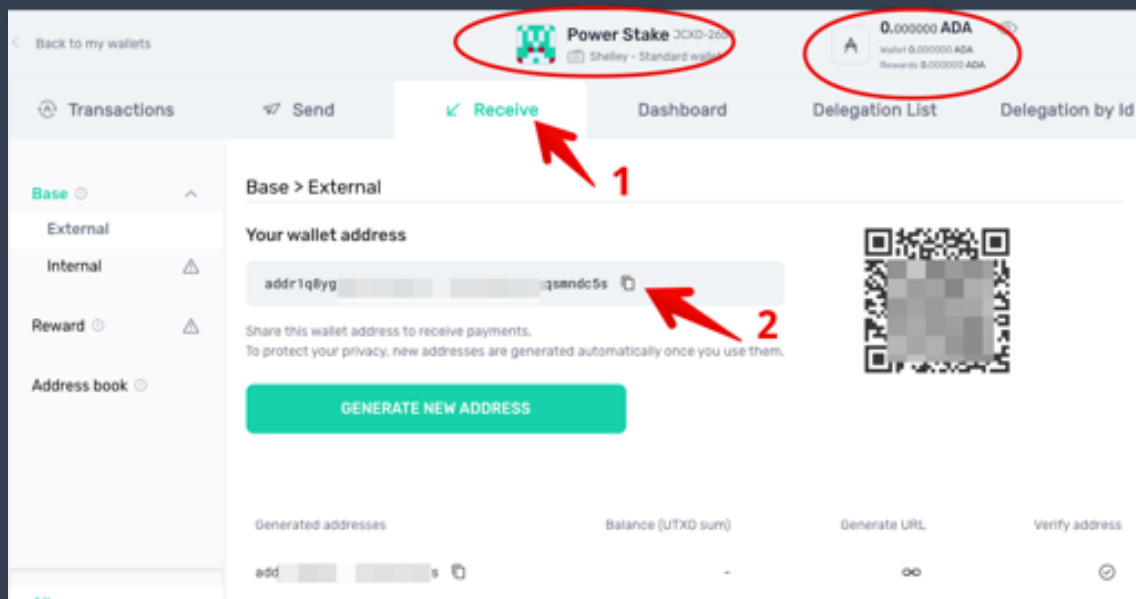 Back to my wallets
Power Stake
Shelley - Standard wallet
0.000000 ADA
Wallet 0.000000 ADA
Rewards 0.000000 ADA
Transactions
Send
Receive
Dashboard
Delegation List
Delegation by Id
1
Base
External
Internal
Reward
Address book
Base > External
Your wallet address
addr1q8yg
qsmndc5s
2
Share this wallet address to receive payments.
To protect your privacy, new addresses are generated automatically once you use them.
GENERATE NEW ADDRESS
Generated addresses
Balance (UTXO sum)
Generate URL
Verify address
add
s
-